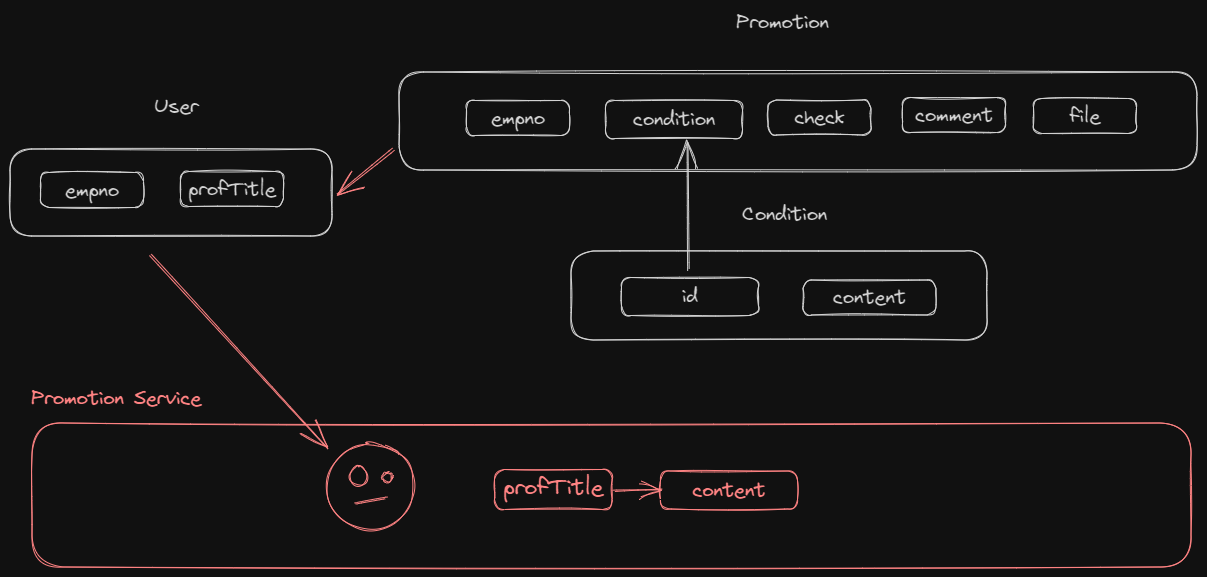 Promotion
User
empno
condition
check
comment
file
empno
profTitle
Condition
id
content
Promotion Service
profTitle
content